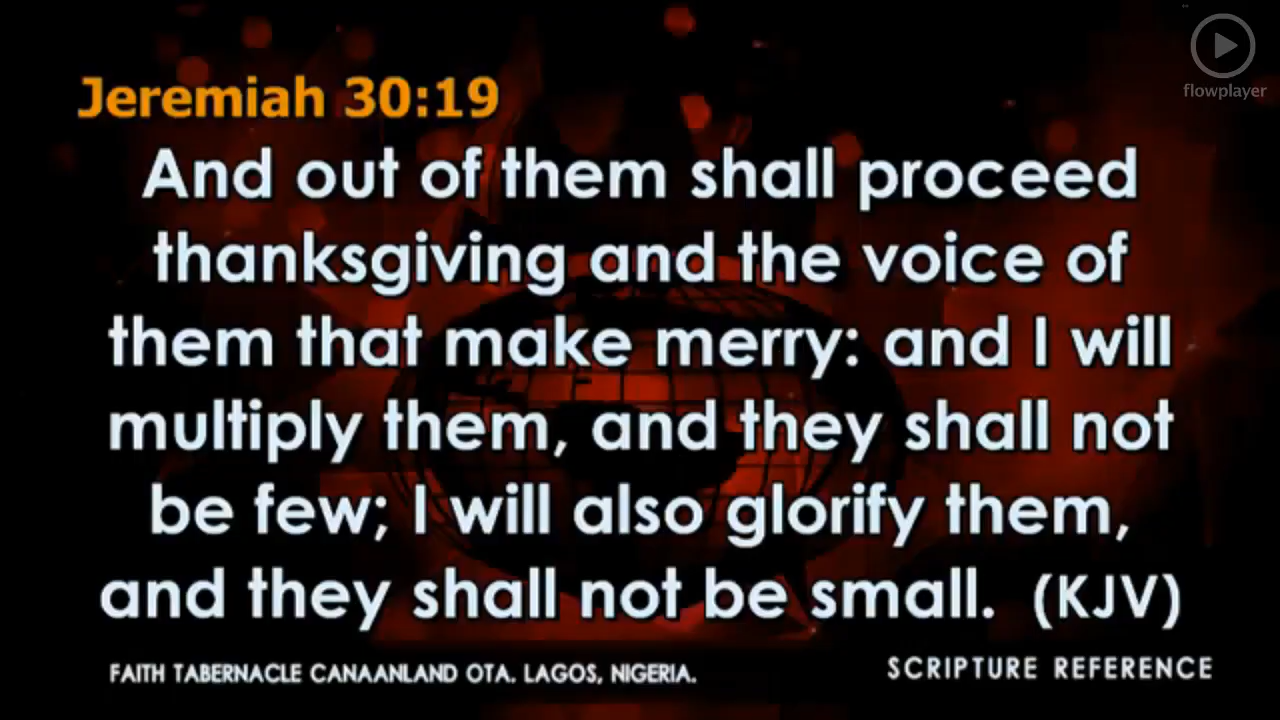 flowplayer
Jeremiah 30:19
And out of them shall proceed
thanksgiving and the voice of
them that make merry: and I will
multiply them, and they shall not
be few; I will also glorify them,
and they shall not be small. (KJV)
FAITH TABERNACLE CANAANLAND OTA. LAGOS, NIGERIA.
SCRIPTURE REFERENCE